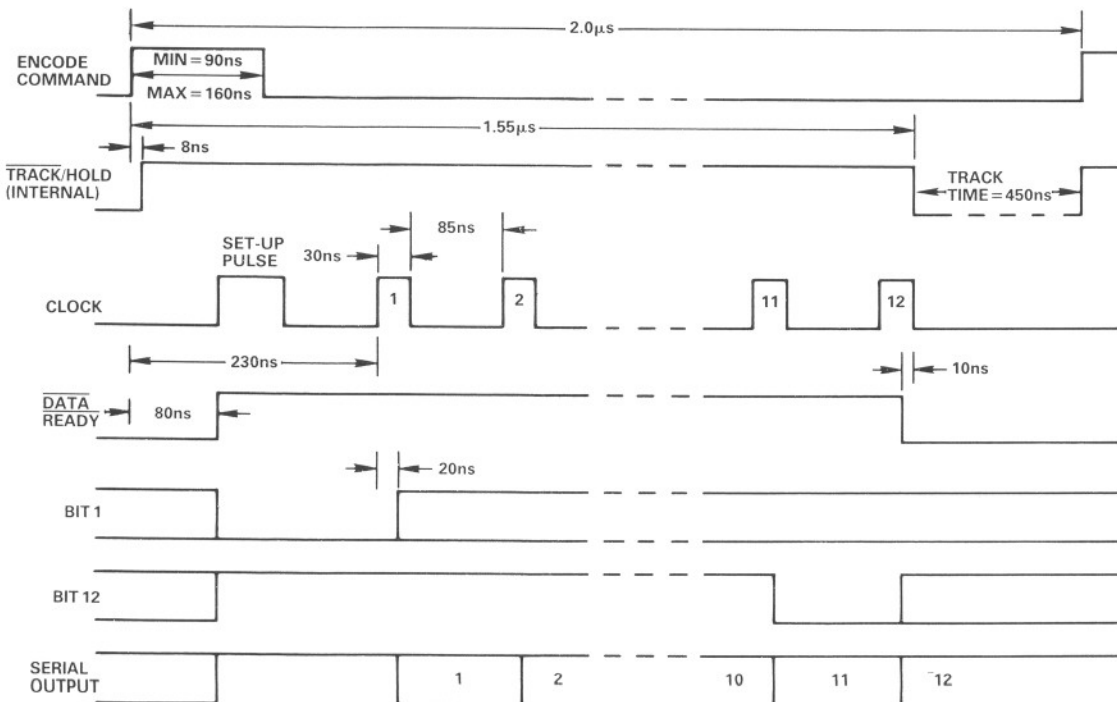 2.0µs
ENCODE
COMMAND
MIN = 90ns
MAX = 160ns
1.55µs
8ns
TRACK/HOLD
(INTERNAL)
TRACK
TIME = 450ns
85ns
SET-UP
PULSE
30ns
CLOCK
1
2
11
12
230ns
10ns
DATA
READY
80ns
20ns
BIT 1
BIT 12
SERIAL
OUTPUT
1
2
10
11
12